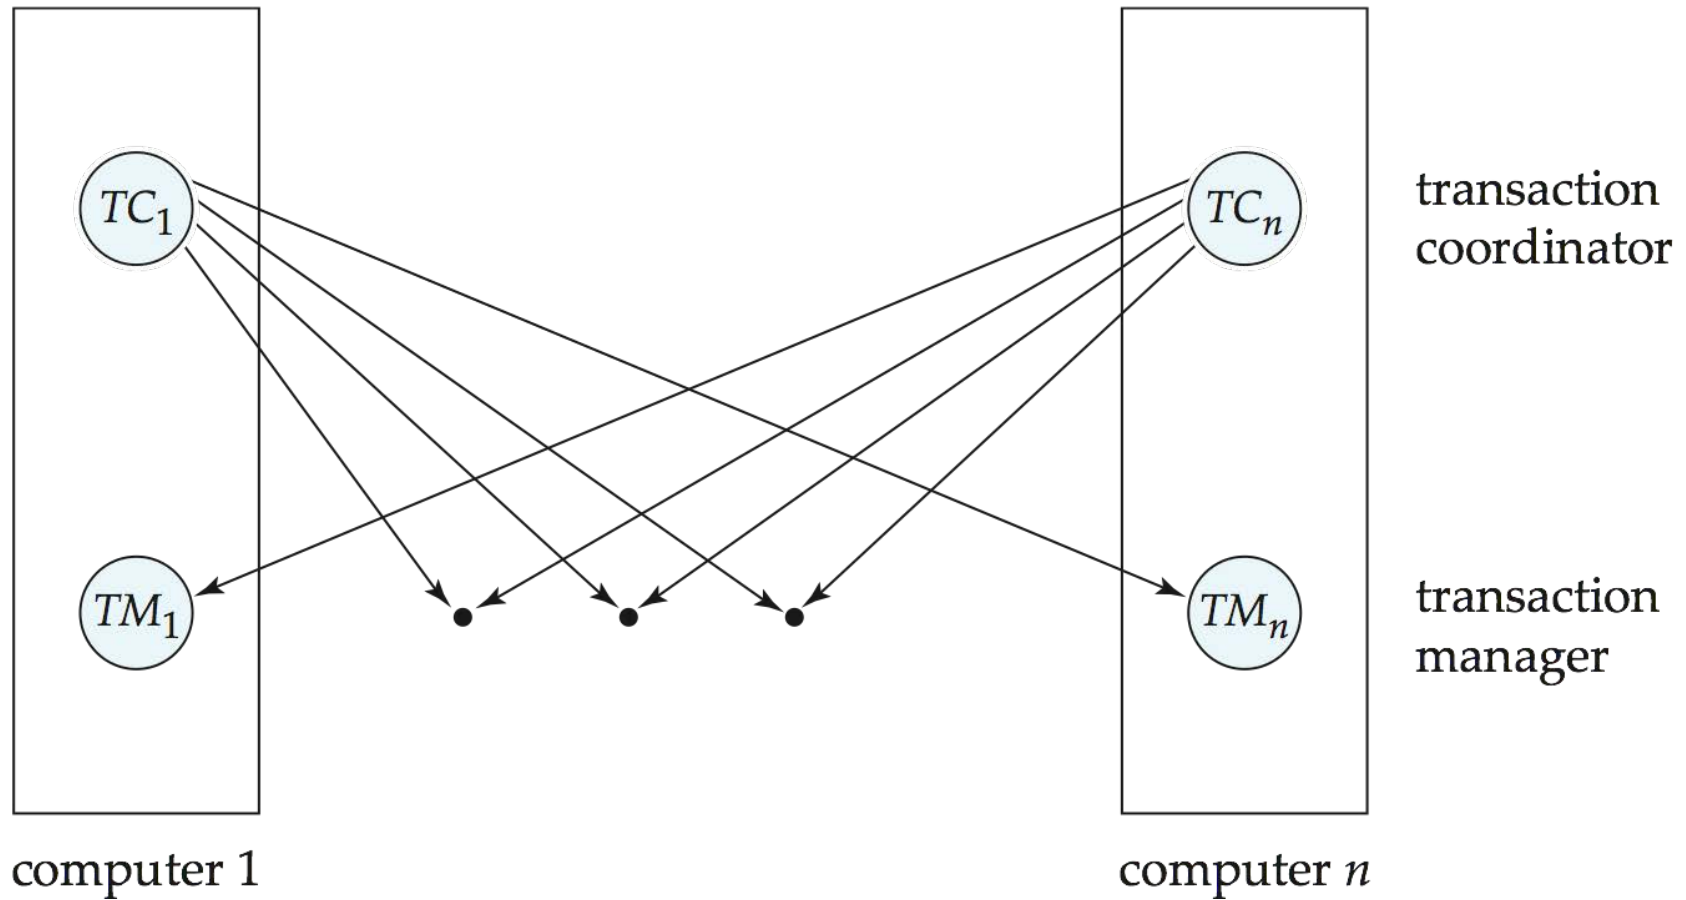 TC₁
TCₙ
transaction
coordinator
TM₁
TMₙ
transaction
manager
computer 1
computer n